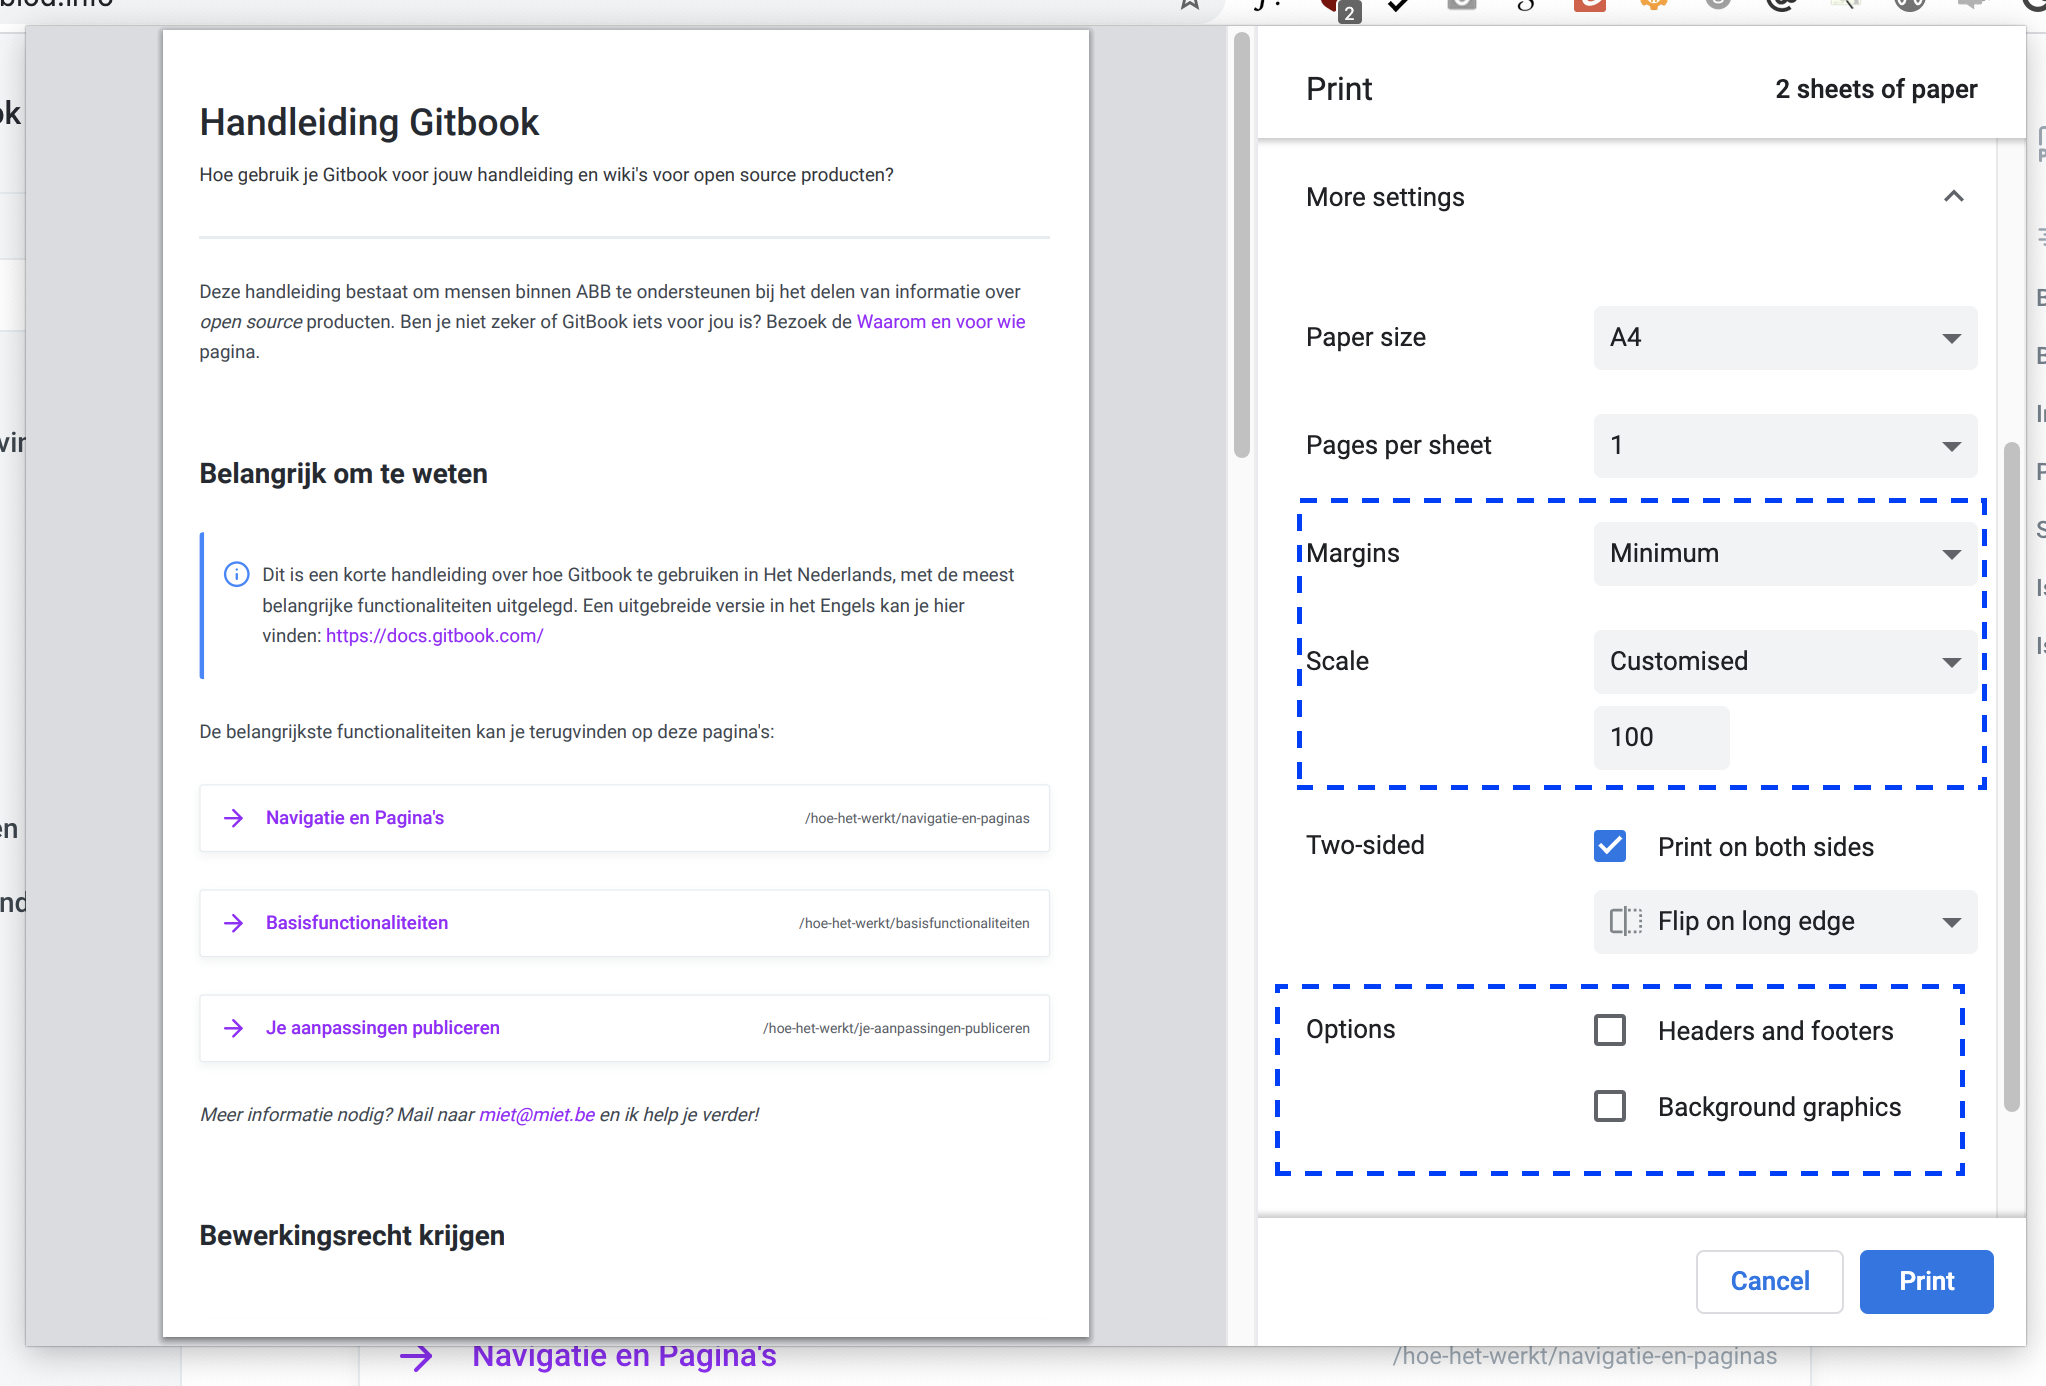 2
Handleiding Gitbook
Hoe gebruik je Gitbook voor jouw handleiding en wiki's voor open source producten?
Deze handleiding bestaat om mensen binnen ABB te ondersteunen bij het delen van informatie over
open source producten. Ben je niet zeker of GitBook iets voor jou is? Bezoek de Waarom en voor wie
pagina.
Belangrijk om te weten
Dit is een korte handleiding over hoe Gitbook te gebruiken in Het Nederlands, met de meest
belangrijke functionaliteiten uitgelegd. Een uitgebreide versie in het Engels kan je hier
vinden: https://docs.gitbook.com/
De belangrijkste functionaliteiten kan je terugvinden op deze pagina's:
Navigatie en Pagina's /hoe-het-werkt/navigatie-en-paginas
Basisfunctionaliteiten /hoe-het-werkt/basisfunctionaliteiten
Je aanpassingen publiceren /hoe-het-werkt/je-aanpassingen-publiceren
Meer informatie nodig? Mail naar miet@miet.be en ik help je verder!
Bewerkingsrecht krijgen
Print 2 sheets of paper
More settings
Paper size A4
Pages per sheet 1
Margins Minimum
Scale Customised
100
Two-sided Print on both sides
Flip on long edge
Options Headers and footers
Background graphics
Cancel Print
Navigatie en Pagina's /hoe-het-werkt/navigatie-en-paginas